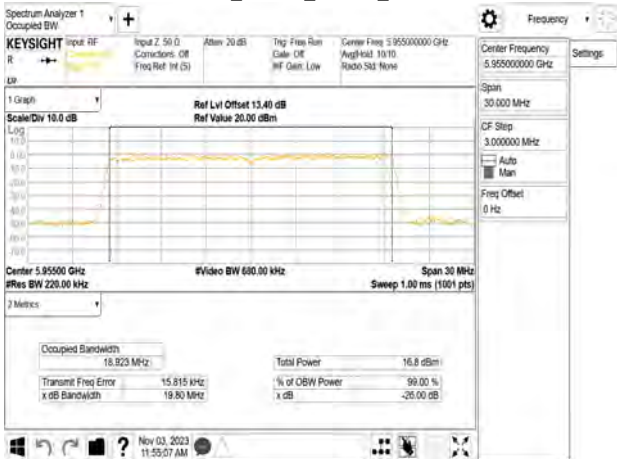 Spectrum Analyzer 1
Occupied BW
Frequency
KEYSIGHT Input: RF
R
Input Z: 50 Ω
Corrections: Off
Freq Ref: Int (S)
Atten: 20 dB
Trig: Free Run
Gate: Off
#IF Gain: Low
Center Freq: 5.955000000 GHz
Avg|Hold: 10/10
Radio Std: None
Center Frequency
5.955000000 GHz
Settings
Span
30.000 MHz
CF Step
3.000000 MHz
Auto
Man
Freq Offset
0 Hz
1 Graph
Scale/Div 10.0 dB
Ref Lvl Offset 13.40 dB
Ref Value 20.00 dBm
Log
10.0
0.00
Center 5.95500 GHz
#Res BW 220.00 kHz
#Video BW 680.00 kHz
Span 30 MHz
Sweep 1.00 ms (1001 pts)
2 Metrics
Occupied Bandwidth
18.923 MHz
Total Power
16.8 dBm
Transmit Freq Error
15.815 kHz
% of OBW Power
99.00 %
x dB Bandwidth
19.80 MHz
x dB
-26.00 dB
Nov 03, 2023
11:55:07 AM